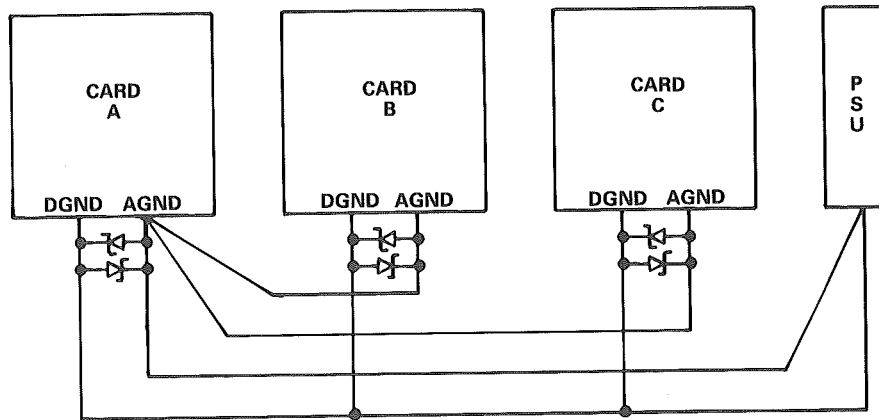 CARD
A
DGND AGND
CARD
B
DGND AGND
CARD
C
DGND AGND
P
S
U